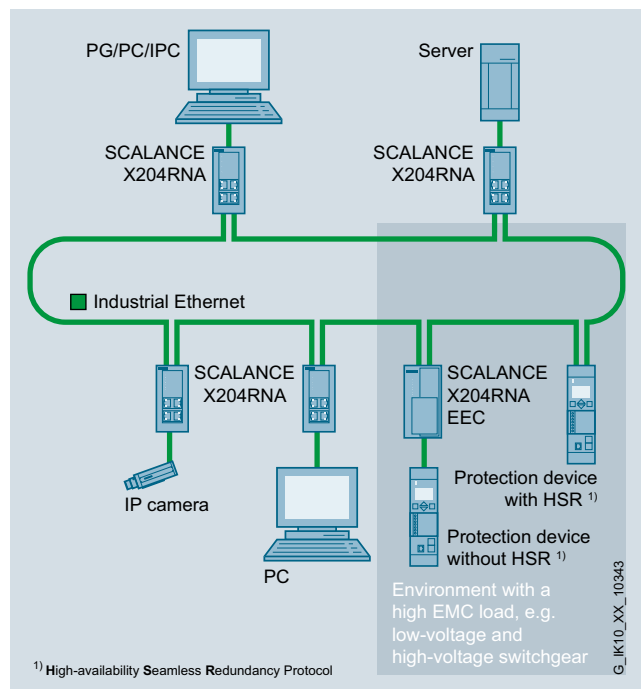 PG/PC/IPC
Server
SCALANCE
X204RNA
SCALANCE
X204RNA
Industrial Ethernet
SCALANCE
X204RNA
SCALANCE
X204RNA
EEC
IP camera
PC
Protection device
with HSR 1)
Protection device
without HSR 1)
Environment with a
high EMC load, e.g.
low-voltage and
high-voltage switchgear
G_IK10_XX_10343
1) High-availability Seamless Redundancy Protocol